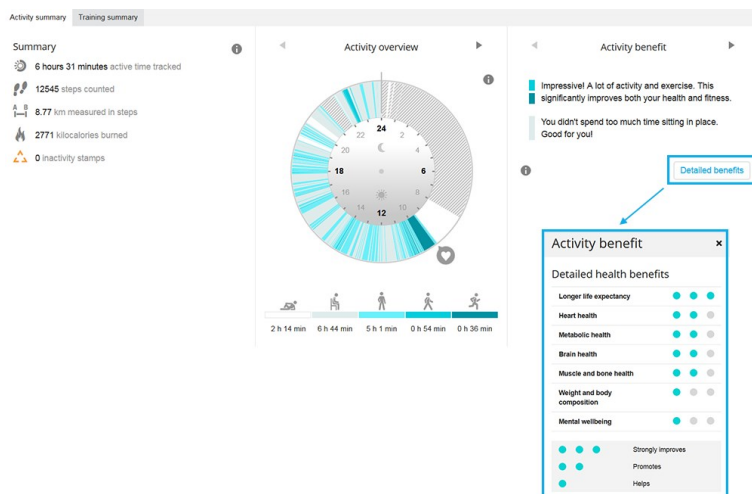 Activity summary
Training summary
Summary
6 hours 31 minutes active time tracked
12545 steps counted
A B
8.77 km measured in steps
2771 kilocalories burned
0 inactivity stamps
Activity overview
24
22
2
20
4
18
6
16
8
14
10
12
2 h 14 min
6 h 44 min
5 h 1 min
0 h 54 min
0 h 36 min
Activity benefit
Impressive! A lot of activity and exercise. This
significantly improves both your health and fitness.
You didn't spend too much time sitting in place.
Good for you!
Detailed benefits
Activity benefit
Detailed health benefits
Longer life expectancy
Heart health
Metabolic health
Brain health
Muscle and bone health
Weight and body
composition
Mental wellbeing
Strongly improves
Promotes
Helps